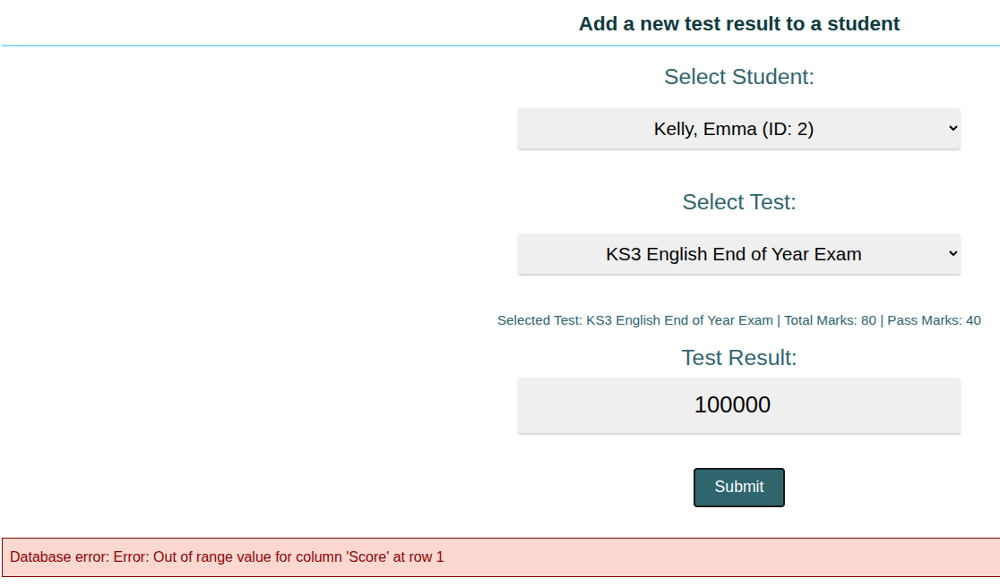 Add a new test result to a student
Select Student:
Kelly, Emma (ID: 2)
Select Test:
KS3 English End of Year Exam
Selected Test: KS3 English End of Year Exam | Total Marks: 80 | Pass Marks: 40
Test Result:
100000
Submit
Database error: Error: Out of range value for column 'Score' at row 1